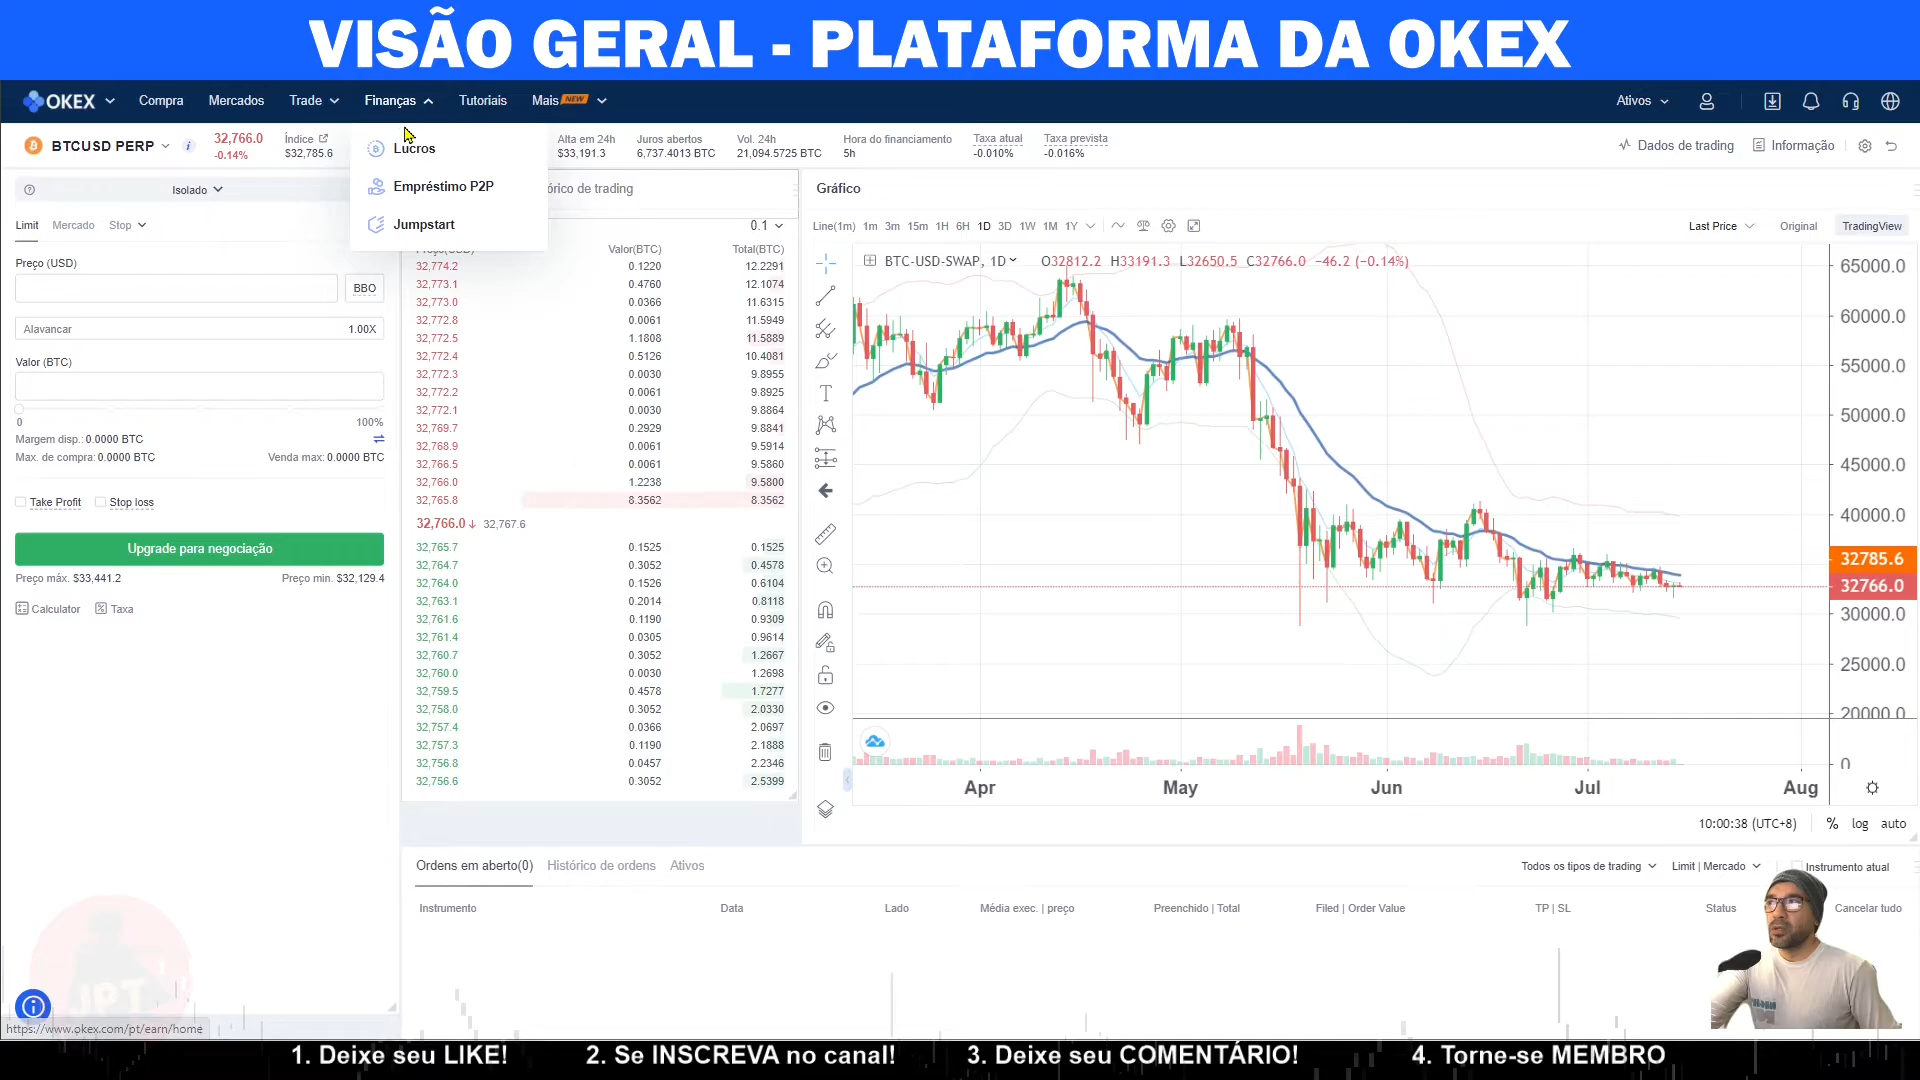 VISÃO GERAL - PLATAFORMA DA OKEX
OKEX Compra Mercados Trade Finanças Tutoriais Mais NEW Ativos
BTCUSD PERP
32,766.0
-0.14%
Índice
$32,785.6
Alta em 24h
$33,191.3
Juros abertos
6,737.4013 BTC
Vol. 24h
21,094.5725 BTC
Hora do financiamento
5h
Taxa atual
-0.010%
Taxa prevista
-0.016%
Dados de trading
Informação
Lucros
Empréstimo P2P
Jumpstart
Isolado
Limit Mercado Stop
Preço (USD)
BBO
Alavancar 1.00X
Valor (BTC)
0 100%
Margem disp.: 0.0000 BTC
Max. de compra: 0.0000 BTC Venda max: 0.0000 BTC
Take Profit Stop loss
Upgrade para negociação
Preço máx. $33,441.2 Preço min. $32,129.4
Calculator Taxa
órico de trading
0.1
Valor(BTC) Total(BTC)
32,774.2 0.1220 12.2291
32,773.1 0.4760 12.1074
32,773.0 0.0366 11.6315
32,772.8 0.0061 11.5949
32,772.5 1.1808 11.5889
32,772.4 0.5126 10.4081
32,772.3 0.0030 9.8955
32,772.2 0.0061 9.8925
32,772.1 0.0030 9.8864
32,769.7 0.2929 9.8841
32,768.9 0.0061 9.5914
32,766.5 0.0061 9.5860
32,766.0 1.2238 9.5800
32,765.8 8.3562 8.3562
32,766.0↓ 32,767.6
32,765.7 0.1525 0.1525
32,764.7 0.3052 0.4578
32,764.0 0.1526 0.6104
32,763.1 0.2014 0.8118
32,761.6 0.1190 0.9309
32,761.4 0.0305 0.9614
32,760.7 0.3052 1.2667
32,760.0 0.0030 1.2698
32,759.5 0.4578 1.7277
32,758.0 0.3052 2.0330
32,757.4 0.0366 2.0697
32,757.3 0.1190 2.1888
32,756.8 0.0457 2.2346
32,756.6 0.3052 2.5399
Gráfico
Line(1m) 1m 3m 15m 1H 6H 1D 3D 1W 1M 1Y
Last Price Original TradingView
BTC-USD-SWAP, 1D O32812.2 H33191.3 L32650.5 C32766.0 −46.2 (−0.14%)
65000.0
60000.0
55000.0
50000.0
45000.0
40000.0
32785.6
32766.0
30000.0
25000.0
20000.0
0
Apr May Jun Jul Aug
10:00:38 (UTC+8) % log auto
Ordens em aberto(0) Histórico de ordens Ativos
Todos os tipos de trading Limit | Mercado Instrumento atual
Instrumento Data Lado Média exec. | preço Preenchido | Total Filed | Order Value TP | SL Status Cancelar tudo
JPT
https://www.okex.com/pt/earn/home
1. Deixe seu LIKE! 2. Se INSCREVA no canal! 3. Deixe seu COMENTÁRIO! 4. Torne-se MEMBRO